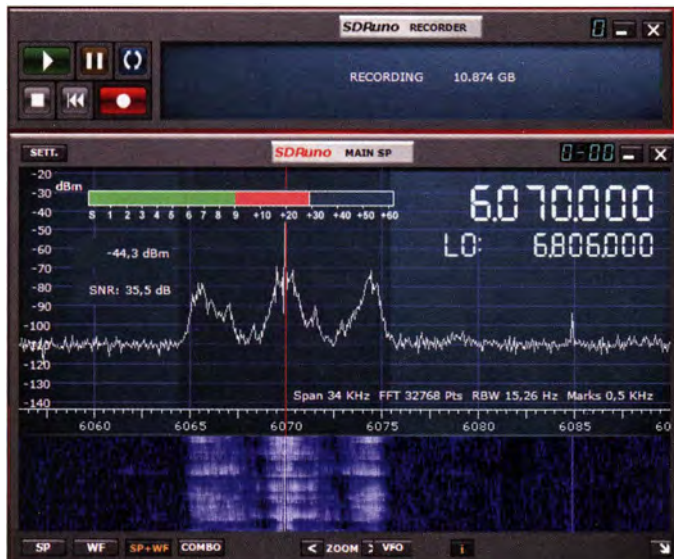 SDRuno RECORDER
0
RECORDING 10.874 GB
SETT.
SDRuno MAIN SP
0-00
-20
dBm
-30
-40
-50
-60
-70
-80
-90
-100
-110
-120
-130
-140
S 1 2 3 4 5 6 7 8 9 +10 +20 +30 +40 +50 +60
6.070.000
LO: 6.806.000
-44,3 dBm
SNR: 35,5 dB
Span 34 KHz FFT 32768 Pts RBW 15,26 Hz Marks 0,5 KHz
6060 6065 6070 6075 6080 6085 60
SP WF SP+WF COMBO < ZOOM > VFO i